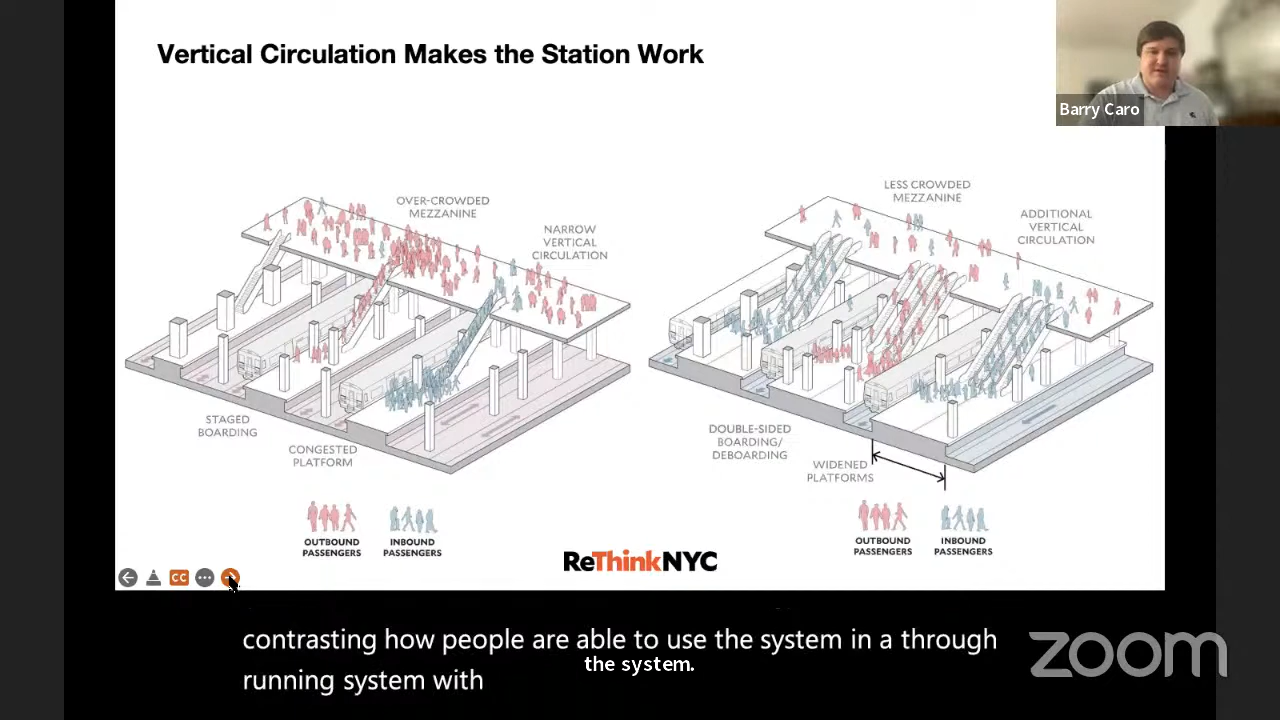 Vertical Circulation Makes the Station Work
Barry Caro
OVER-CROWDED
MEZZANINE
NARROW
VERTICAL
CIRCULATION
STAGED
BOARDING
CONGESTED
PLATFORM
OUTBOUND
PASSENGERS
INBOUND
PASSENGERS
LESS CROWDED
MEZZANINE
ADDITIONAL
VERTICAL
CIRCULATION
DOUBLE-SIDED
BOARDING/
DEBOARDING
WIDENED
PLATFORMS
OUTBOUND
PASSENGERS
INBOUND
PASSENGERS
ReThinkNYC
CC
contrasting how people are able to use the system in a through
the system.
running system with
zoom